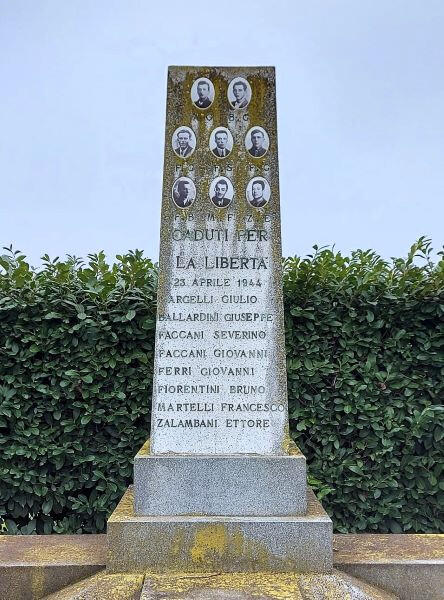 B.G.
F.S.
F.B. M.F. Z.E.
CADUTI PER
LA LIBERTA'
23 APRILE 1944
ARGELLI GIULIO
BALLARDINI GIUSEPPE
FACCANI SEVERINO
FACCANI GIOVANNI
FERRI GIOVANNI
FIORENTINI BRUNO
MARTELLI FRANCESCO
ZALAMBANI ETTORE